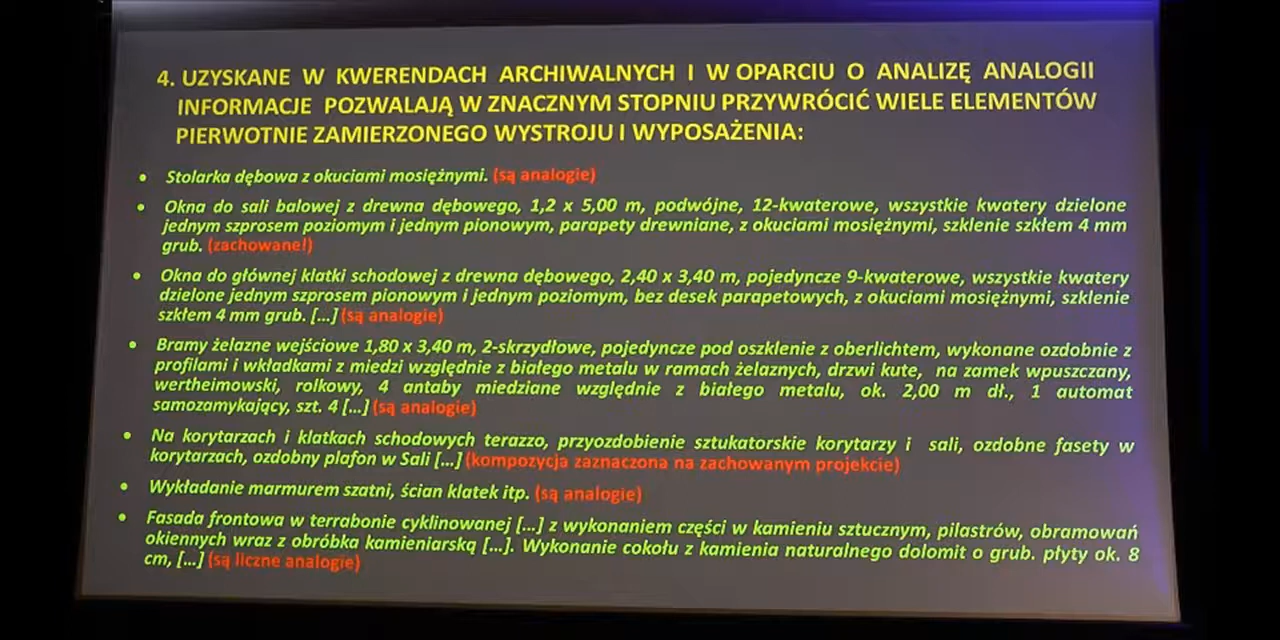 4. UZYSKANE W KWERENDACH ARCHIWALNYCH I W OPARCIU O ANALIZĘ ANALOGII
INFORMACJE POZWALAJĄ W ZNACZNYM STOPNIU PRZYWRÓCIĆ WIELE ELEMENTÓW
PIERWOTNIE ZAMIERZONEGO WYSTROJU I WYPOSAŻENIA:
• Stolarka dębowa z okuciami mosiężnymi. (są analogie)
• Okna do sali balowej z drewna dębowego, 1,2 x 5,00 m, podwójne, 12-kwaterowe, wszystkie kwatery dzielone
jednym szprosem poziomym i jednym pionowym, parapety drewniane, z okuciami mosiężnymi, szklenie szkłem 4 mm
grub. (zachowane!)
• Okna do głównej klatki schodowej z drewna dębowego, 2,40 x 3,40 m, pojedyncze 9-kwaterowe, wszystkie kwatery
dzielone jednym szprosem pionowym i jednym poziomym, bez desek parapetowych, z okuciami mosiężnymi, szklenie
szkłem 4 mm grub. [...] (są analogie)
• Bramy żelazne wejściowe 1,80 x 3,40 m, 2-skrzydłowe, pojedyncze pod oszklenie z oberlichtem, wykonane ozdobnie z
profilami i wkładkami z miedzi względnie z białego metalu w ramach żelaznych, drzwi kute, na zamek wpuszczany,
wertheimowski, rolkowy, 4 antaby miedziane względnie z białego metalu, ok. 2,00 m dł., 1 automat
samozamykający, szt. 4 [...] (są analogie)
• Na korytarzach i klatkach schodowych terazzo, przyozdobienie sztukatorskie korytarzy i sali, ozdobne fasety w
korytarzach, ozdobny plafon w Sali [...] (kompozycja zaznaczona na zachowanym projekcie)
• Wykładanie marmurem szatni, ścian klatek itp. (są analogie)
• Fasada frontowa w terrabonie cyklinowanej [...] z wykonaniem części w kamieniu sztucznym, pilastrów, obramowań
okiennych wraz z obróbka kamieniarską [...]. Wykonanie cokołu z kamienia naturalnego dolomit o grub. płyty ok. 8
cm, [...] (są liczne analogie)